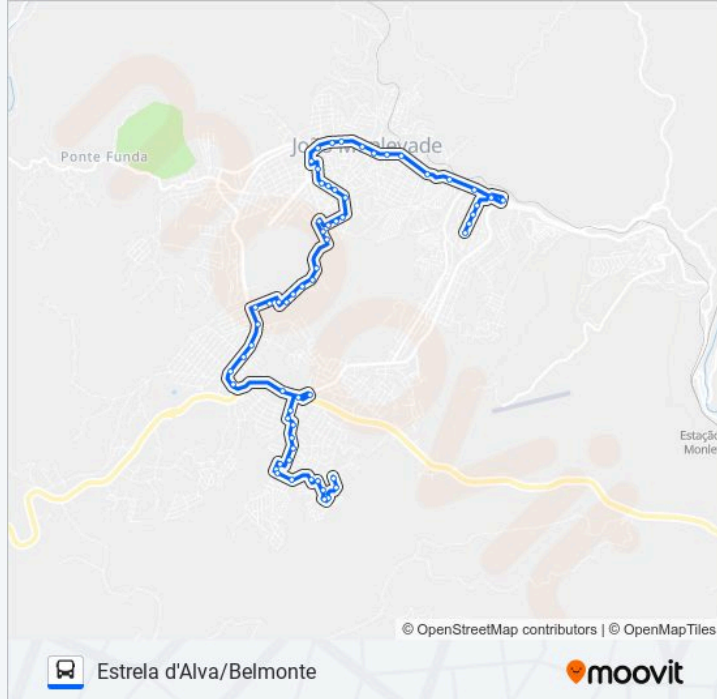 João Monlevade
Ponte Funda
Estação
Monle
© OpenStreetMap contributors | © OpenMapTiles
Estrela d'Alva/Belmonte
moovit